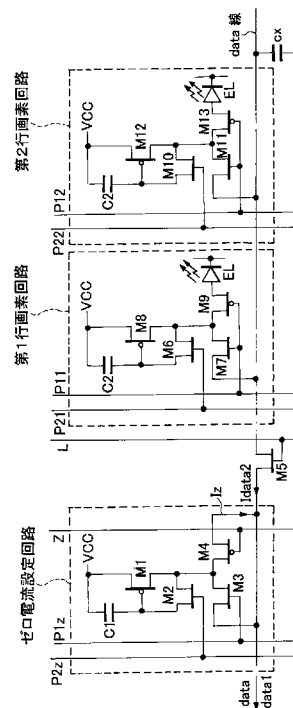 ゼロ電流設定回路
P2z
P1z
VCC
C1
M1
M2
M3
M4
Z
Iz
data
data1
Idata2
M5
L
第1行画素回路
P21
P11
VCC
C2
M8
M6
M7
M9
EL
第2行画素回路
P22
P12
VCC
C2
M12
M10
M11
M13
EL
data 線
cx